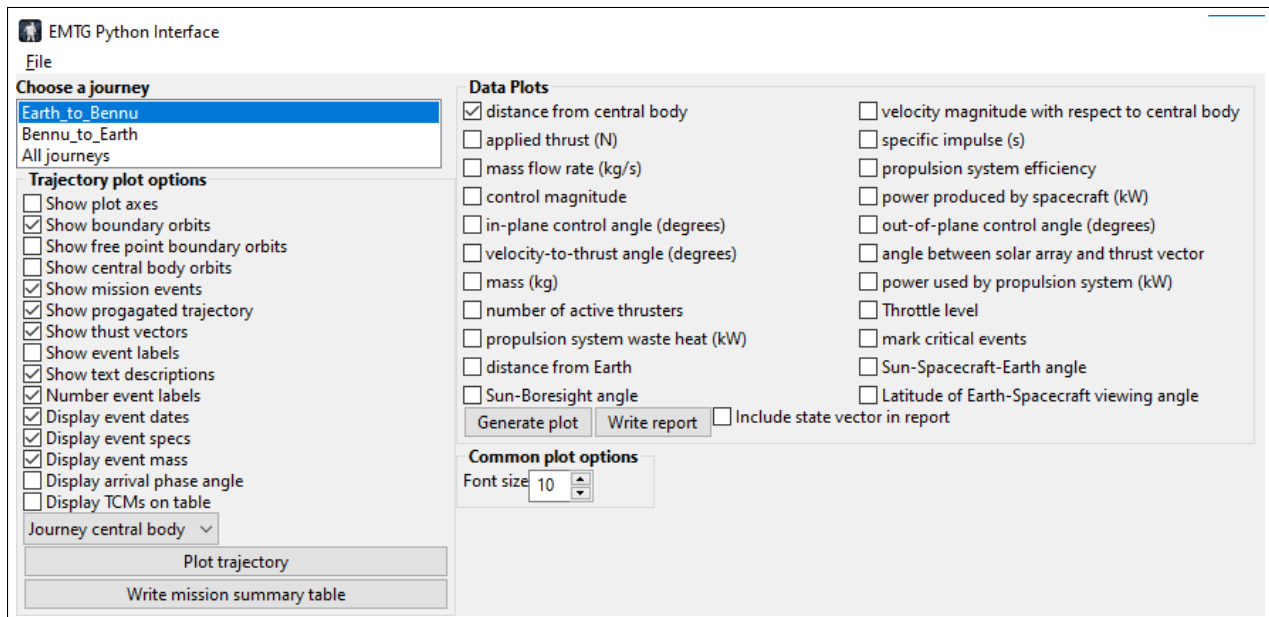 EMTG Python Interface
File
Choose a journey
Earth_to_Bennu
Bennu_to_Earth
All journeys
Trajectory plot options
Show plot axes
Show boundary orbits
Show free point boundary orbits
Show central body orbits
Show mission events
Show progagated trajectory
Show thust vectors
Show event labels
Show text descriptions
Number event labels
Display event dates
Display event specs
Display event mass
Display arrival phase angle
Display TCMs on table
Journey central body
Plot trajectory
Write mission summary table
Data Plots
distance from central body
velocity magnitude with respect to central body
applied thrust (N)
specific impulse (s)
mass flow rate (kg/s)
propulsion system efficiency
control magnitude
power produced by spacecraft (kW)
in-plane control angle (degrees)
out-of-plane control angle (degrees)
velocity-to-thrust angle (degrees)
angle between solar array and thrust vector
mass (kg)
power used by propulsion system (kW)
number of active thrusters
Throttle level
propulsion system waste heat (kW)
mark critical events
distance from Earth
Sun-Spacecraft-Earth angle
Sun-Boresight angle
Latitude of Earth-Spacecraft viewing angle
Generate plot
Write report
Include state vector in report
Common plot options
Font size 10